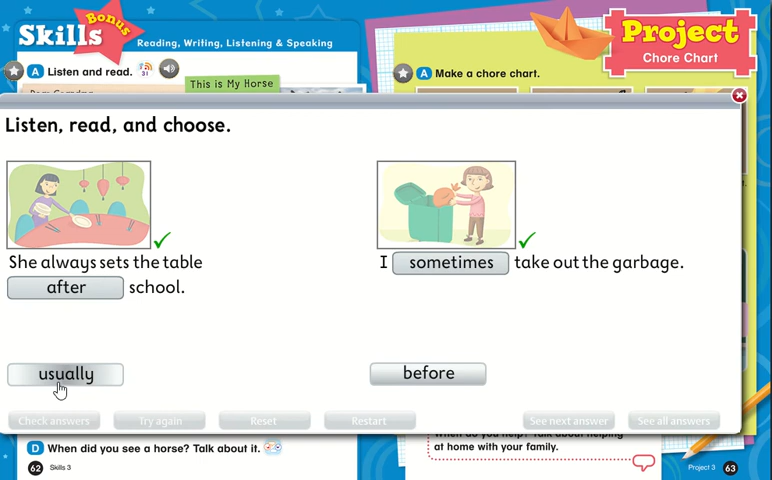 Skills Bonus
Reading, Writing, Listening & Speaking
A Listen and read. 31
This is My Horse
Project
Chore Chart
A Make a chore chart.
Listen, read, and choose.
She always sets the table
after school.
I sometimes take out the garbage.
usually
before
Check answers
Try again
Reset
Restart
See next answer
See all answers
D When did you see a horse? Talk about it.
62 Skills 3
When do you help? Talk about helping
at home with your family.
Project 3 63